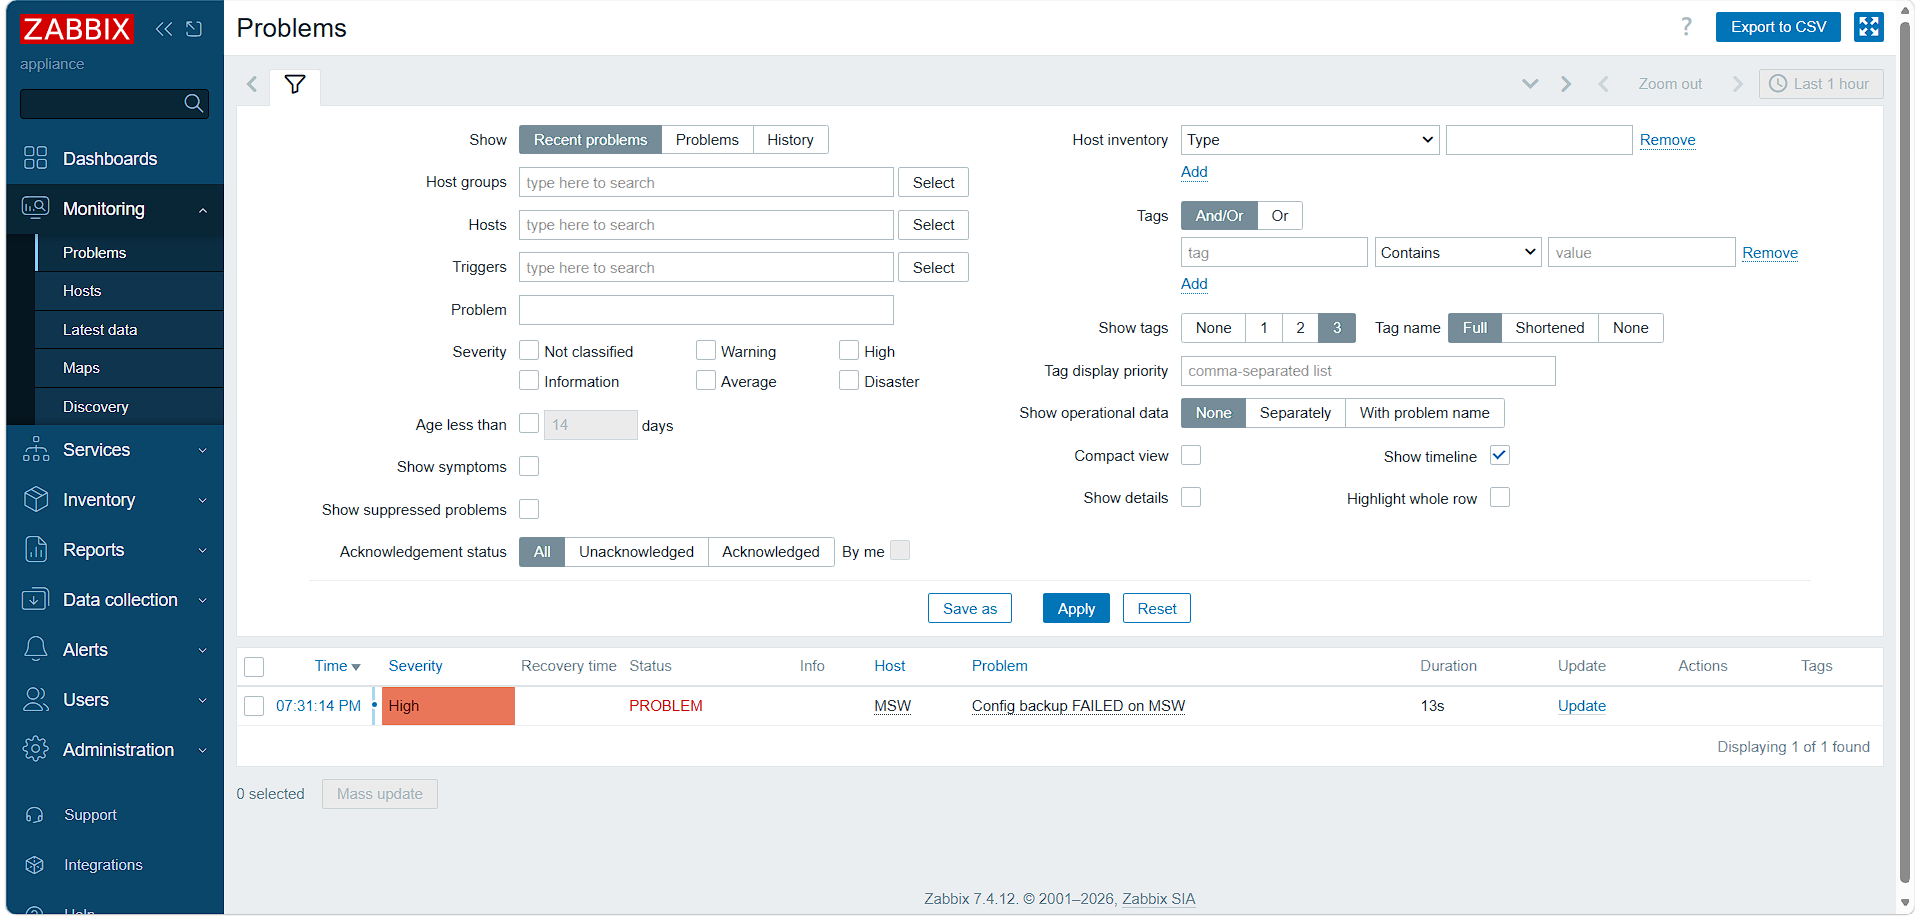 ZABBIX
appliance
Dashboards
Monitoring
Problems
Hosts
Latest data
Maps
Discovery
Services
Inventory
Reports
Data collection
Alerts
Users
Administration
Support
Integrations
Help
Problems
? Export to CSV
Zoom out Last 1 hour
Show Recent problems Problems History
Host groups type here to search Select
Hosts type here to search Select
Triggers type here to search Select
Problem
Severity Not classified Warning High
Information Average Disaster
Age less than 14 days
Show symptoms
Show suppressed problems
Acknowledgement status All Unacknowledged Acknowledged By me
Host inventory Type Remove
Add
Tags And/Or Or
tag Contains value Remove
Add
Show tags None 1 2 3 Tag name Full Shortened None
Tag display priority comma-separated list
Show operational data None Separately With problem name
Compact view Show timeline
Show details Highlight whole row
Save as Apply Reset
Time Severity Recovery time Status Info Host Problem Duration Update Actions Tags
07:31:14 PM High PROBLEM MSW Config backup FAILED on MSW 13s Update
Displaying 1 of 1 found
0 selected Mass update
Zabbix 7.4.12. © 2001–2026, Zabbix SIA